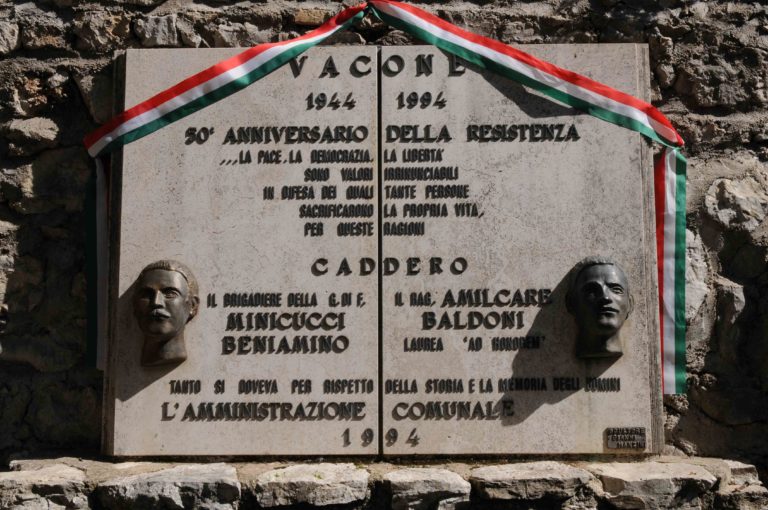 VACONE
1944 1994
50° ANNIVERSARIO DELLA RESISTENZA
...LA PACE, LA DEMOCRAZIA, LA LIBERTA'
SONO VALORI IRRINUNCIABILI
IN DIFESA DEI QUALI TANTE PERSONE
SACRIFICARONO LA PROPRIA VITA,
PER QUESTE RAGIONI
CADDERO
IL BRIGADIERE DELLA G. DI F.
MINICUCCI
BENIAMINO
IL RAG. AMILCARE
BALDONI
LAUREA "AD HONOREM"
TANTO SI DOVEVA PER RISPETTO DELLA STORIA E LA MEMORIA DEGLI UOMINI
L'AMMINISTRAZIONE COMUNALE
1994
SCULTORE